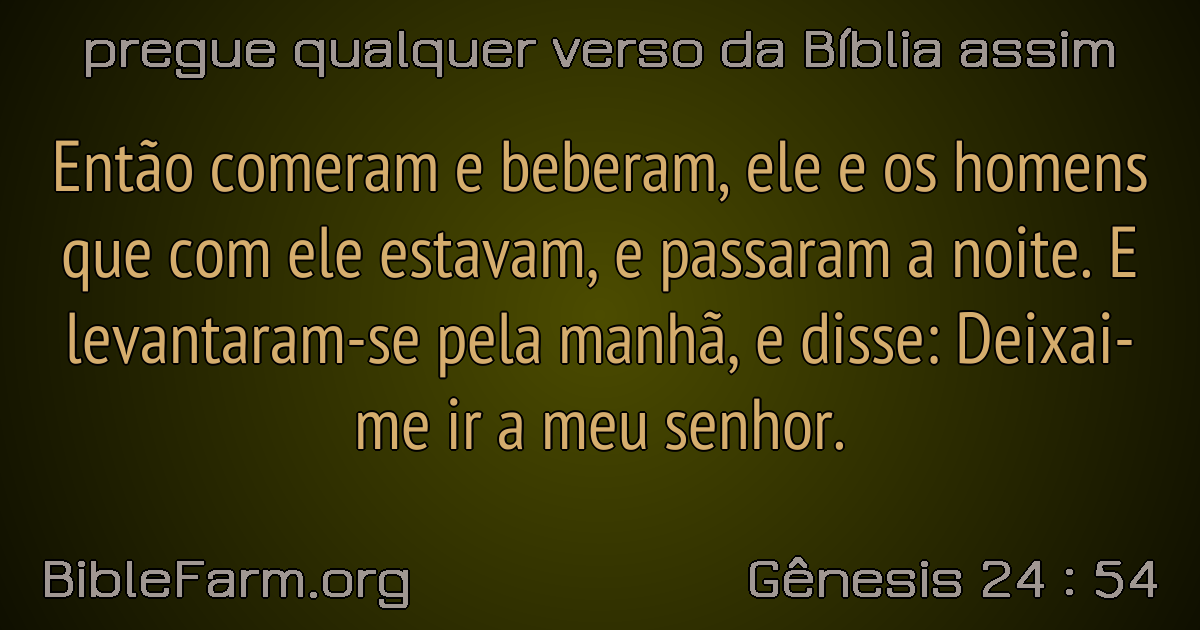 pregue qualquer verso da Bíblia assim
Então comeram e beberam, ele e os homens
que com ele estavam, e passaram a noite. E
levantaram-se pela manhã, e disse: Deixai-
me ir a meu senhor.
BibleFarm.org
Gênesis 24 : 54